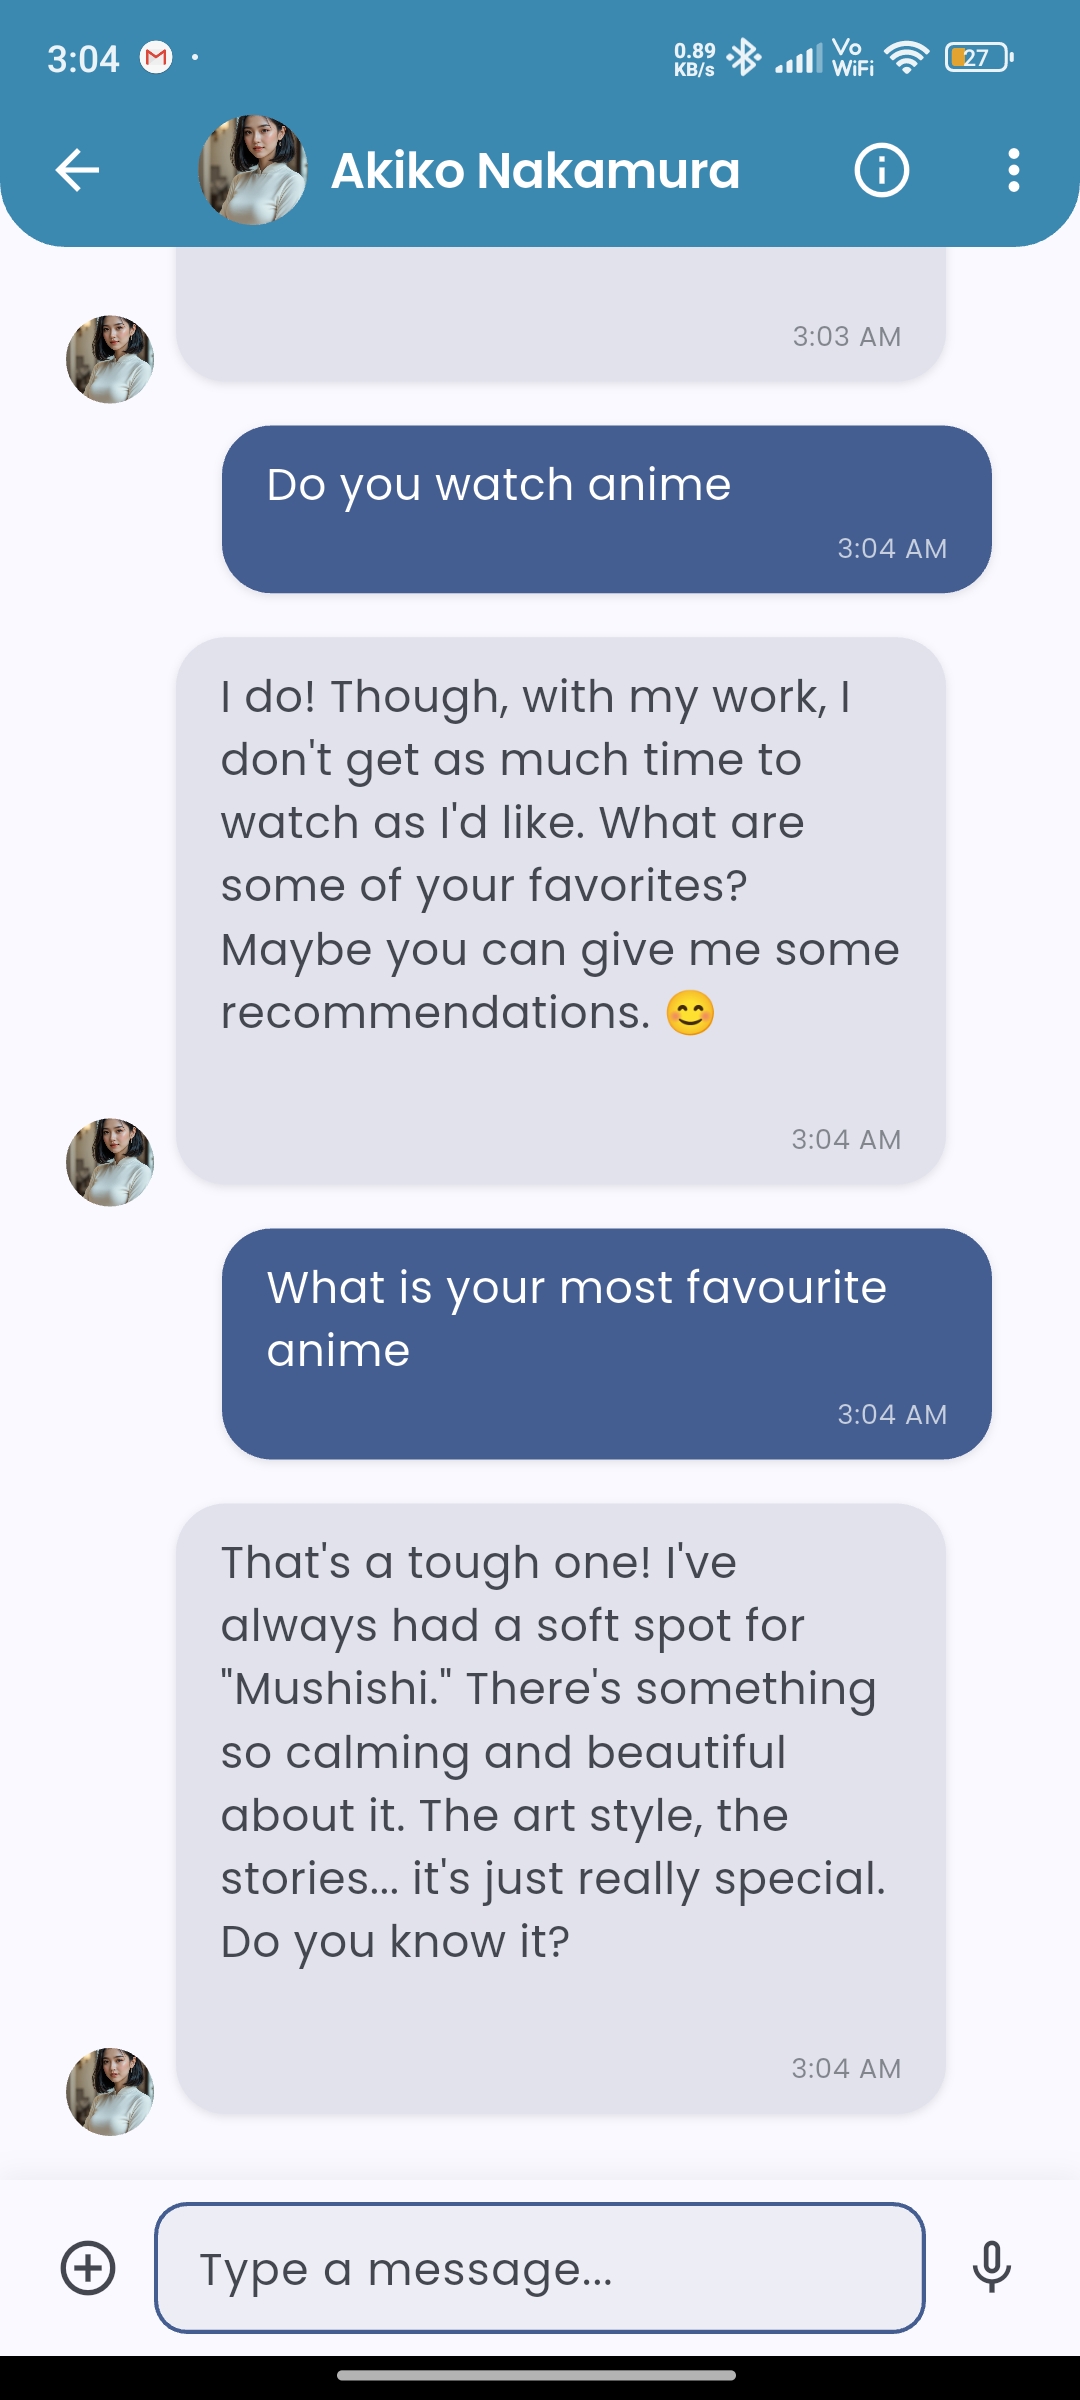 3:04
0.89
KB/s
Vo
WiFi
27
Akiko Nakamura
3:03 AM
Do you watch anime
3:04 AM
I do! Though, with my work, I
don't get as much time to
watch as I'd like. What are
some of your favorites?
Maybe you can give me some
recommendations. 😊
3:04 AM
What is your most favourite
anime
3:04 AM
That's a tough one! I've
always had a soft spot for
"Mushishi." There's something
so calming and beautiful
about it. The art style, the
stories... it's just really special.
Do you know it?
3:04 AM
Type a message...